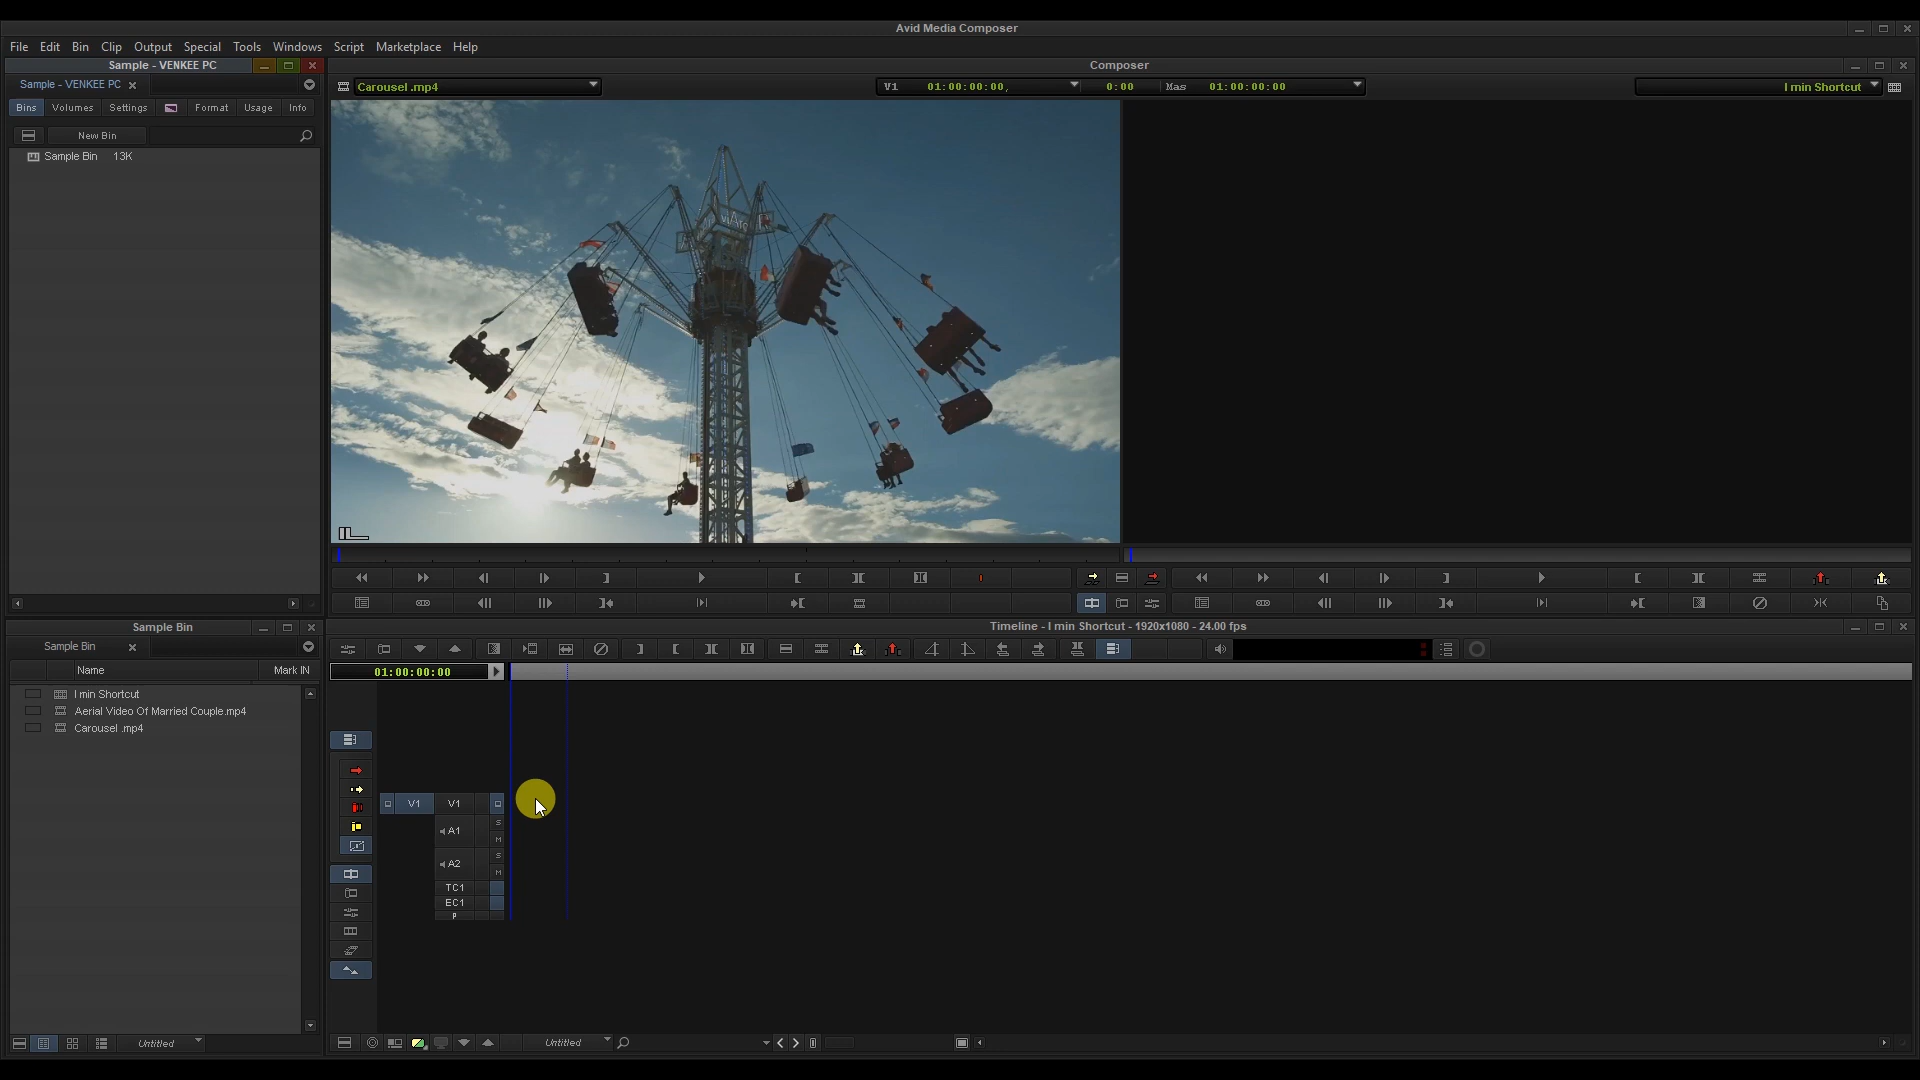 Avid Media Composer
File Edit Bin Clip Output Special Tools Windows Script Marketplace Help
Sample - VENKEE PC
Composer
Sample - VENKEE PC
Carousel .mp4
V1 01:00:00:00, 0:00 Mas 01:00:00:00
1 min Shortcut
Bins Volumes Settings Format Usage Info
New Bin
Sample Bin 13K
Sample Bin
Timeline - 1 min Shortcut - 1920x1080 - 24.00 fps
Sample Bin
Name Mark IN
01:00:00:00
1 min Shortcut
Aerial Video Of Married Couple.mp4
Carousel .mp4
V1 V1
S
A1
M
S
A2
M
TC1
EC1
P
Untitled
Untitled